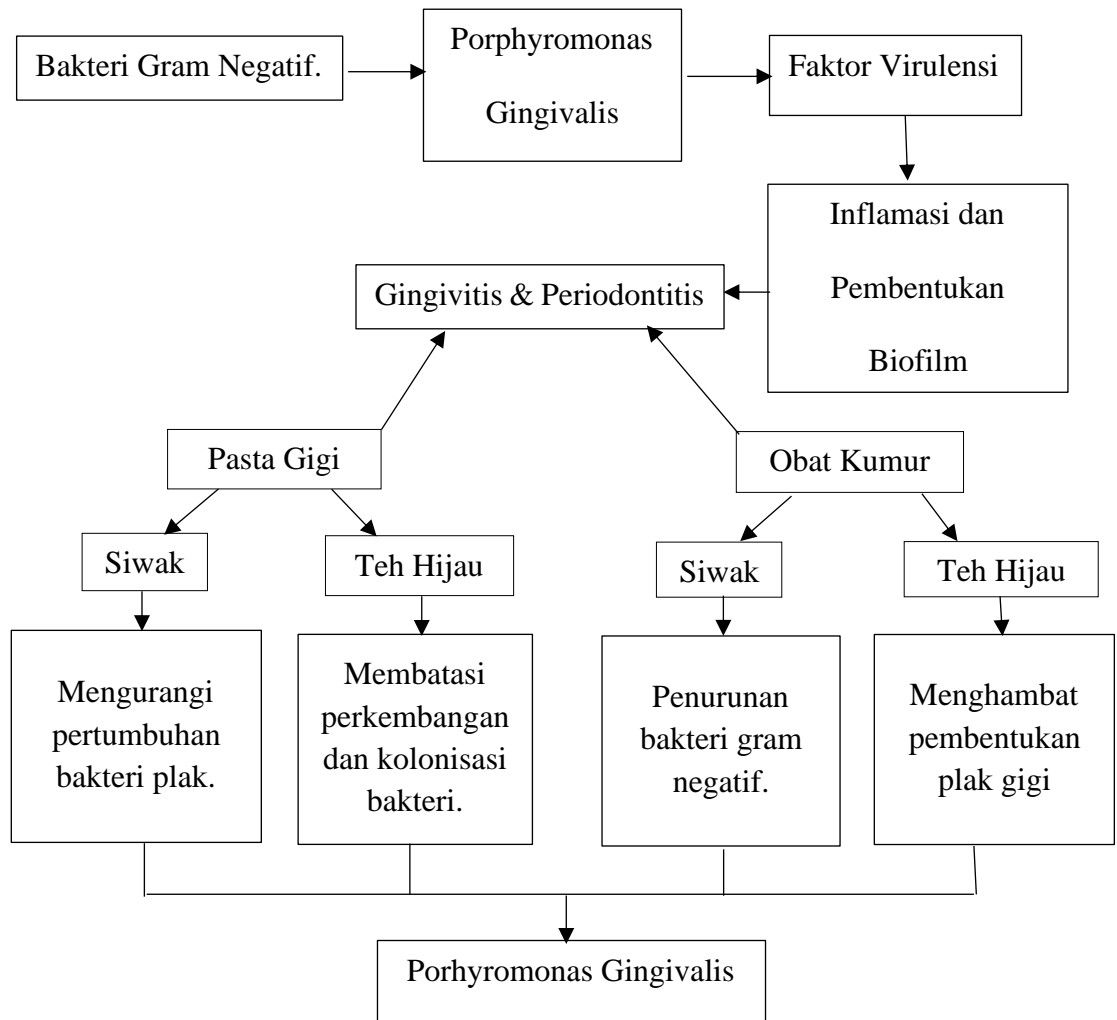 Bakteri Gram Negatif.
Porphyromonas
Gingivalis
Faktor Virulensi
Inflamasi dan
Pembentukan
Biofilm
Gingivitis & Periodontitis
Pasta Gigi
Obat Kumur
Siwak
Teh Hijau
Siwak
Teh Hijau
Mengurangi
pertumbuhan
bakteri plak.
Membatasi
perkembangan
dan kolonisasi
bakteri.
Penurunan
bakteri gram
negatif.
Menghambat
pembentukan
plak gigi
Porhyromonas Gingivalis